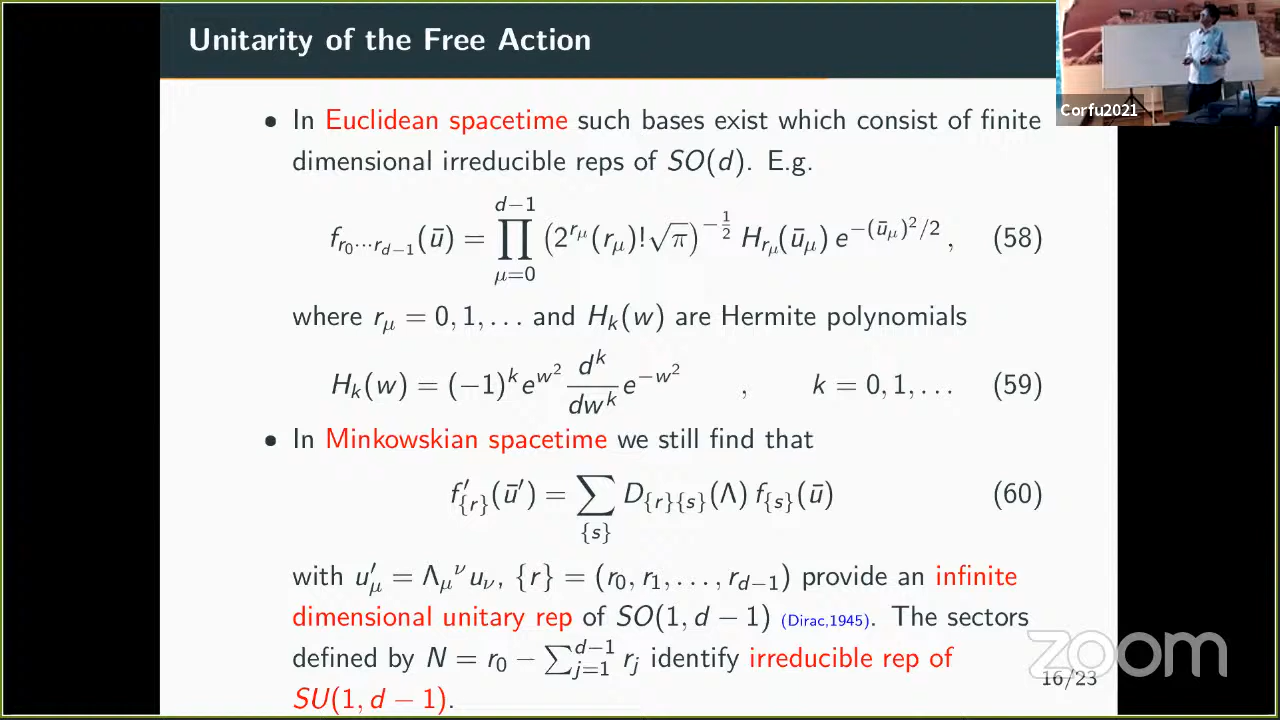 Unitarity of the Free Action
Corfu2021
• In Euclidean spacetime such bases exist which consist of finite
dimensional irreducible reps of SO(d). E.g.
f_{r_0⋯r_{d−1}}(ū) = ∏_{μ=0}^{d−1} (2^{r_μ}(r_μ)!√π)^{−1/2} H_{r_μ}(ū_μ) e^{−(ū_μ)²/2} , (58)
where r_μ = 0, 1, … and H_k(w) are Hermite polynomials
H_k(w) = (−1)^k e^{w²} d^k/dw^k e^{−w²} , k = 0, 1, … (59)
• In Minkowskian spacetime we still find that
f′_{{r}}(ū′) = ∑_{{s}} D_{{r}{s}}(Λ) f_{{s}}(ū) (60)
with u′_μ = Λ_μ^ν u_ν, {r} = (r_0, r_1, …, r_{d−1}) provide an infinite
dimensional unitary rep of SO(1, d − 1) (Dirac,1945). The sectors
defined by N = r_0 − ∑_{j=1}^{d−1} r_j identify irreducible rep of
SU(1, d − 1).
zoom
16/23